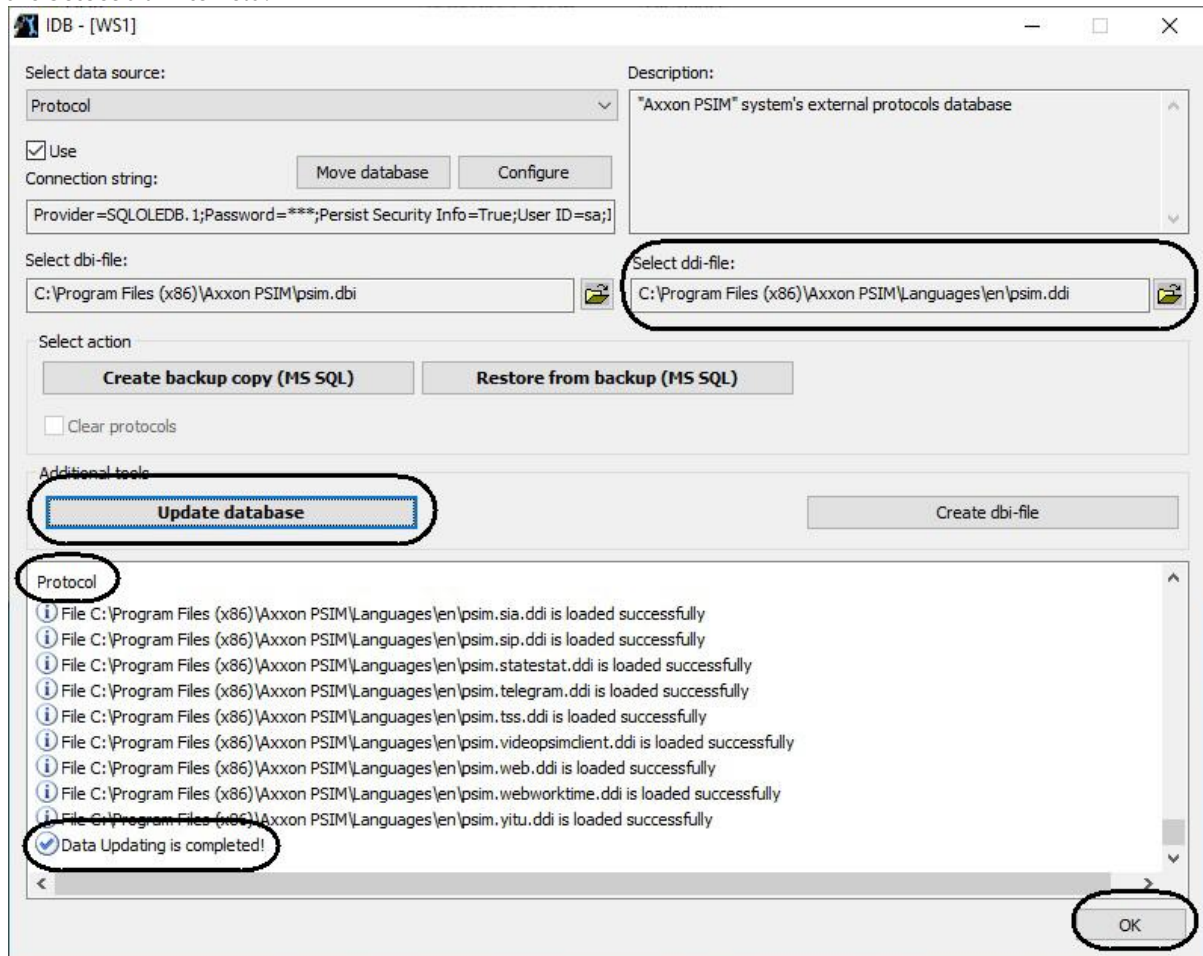 IDB - [WS1]
Select data source:
Description:
Protocol
"Axxon PSIM" system's external protocols database
Use
Connection string:
Move database
Configure
Provider=SQLOLEDB.1;Password=***;Persist Security Info=True;User ID=sa;
Select dbi-file:
Select ddi-file:
C:\Program Files (x86)\Axxon PSIM\psim.dbi
C:\Program Files (x86)\Axxon PSIM\Languages\en\psim.ddi
Select action
Create backup copy (MS SQL)
Restore from backup (MS SQL)
Clear protocols
Additional tools
Update database
Create dbi-file
Protocol
File C:\Program Files (x86)\Axxon PSIM\Languages\en\psim.sia.ddi is loaded successfully
File C:\Program Files (x86)\Axxon PSIM\Languages\en\psim.sip.ddi is loaded successfully
File C:\Program Files (x86)\Axxon PSIM\Languages\en\psim.statestat.ddi is loaded successfully
File C:\Program Files (x86)\Axxon PSIM\Languages\en\psim.telegram.ddi is loaded successfully
File C:\Program Files (x86)\Axxon PSIM\Languages\en\psim.tss.ddi is loaded successfully
File C:\Program Files (x86)\Axxon PSIM\Languages\en\psim.videopsimclient.ddi is loaded successfully
File C:\Program Files (x86)\Axxon PSIM\Languages\en\psim.web.ddi is loaded successfully
File C:\Program Files (x86)\Axxon PSIM\Languages\en\psim.webworktime.ddi is loaded successfully
File C:\Program Files (x86)\Axxon PSIM\Languages\en\psim.yitu.ddi is loaded successfully
Data Updating is completed!
OK